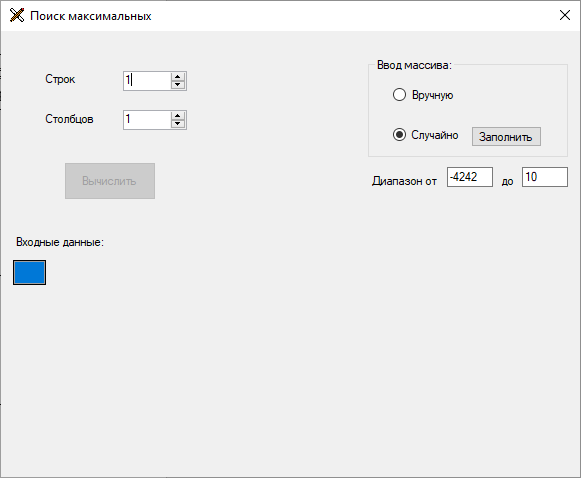 Поиск максимальных
Строк 1
Столбцов 1
Вычислить
Ввод массива:
Вручную
Случайно Заполнить
Диапазон от -4242 до 10
Входные данные: